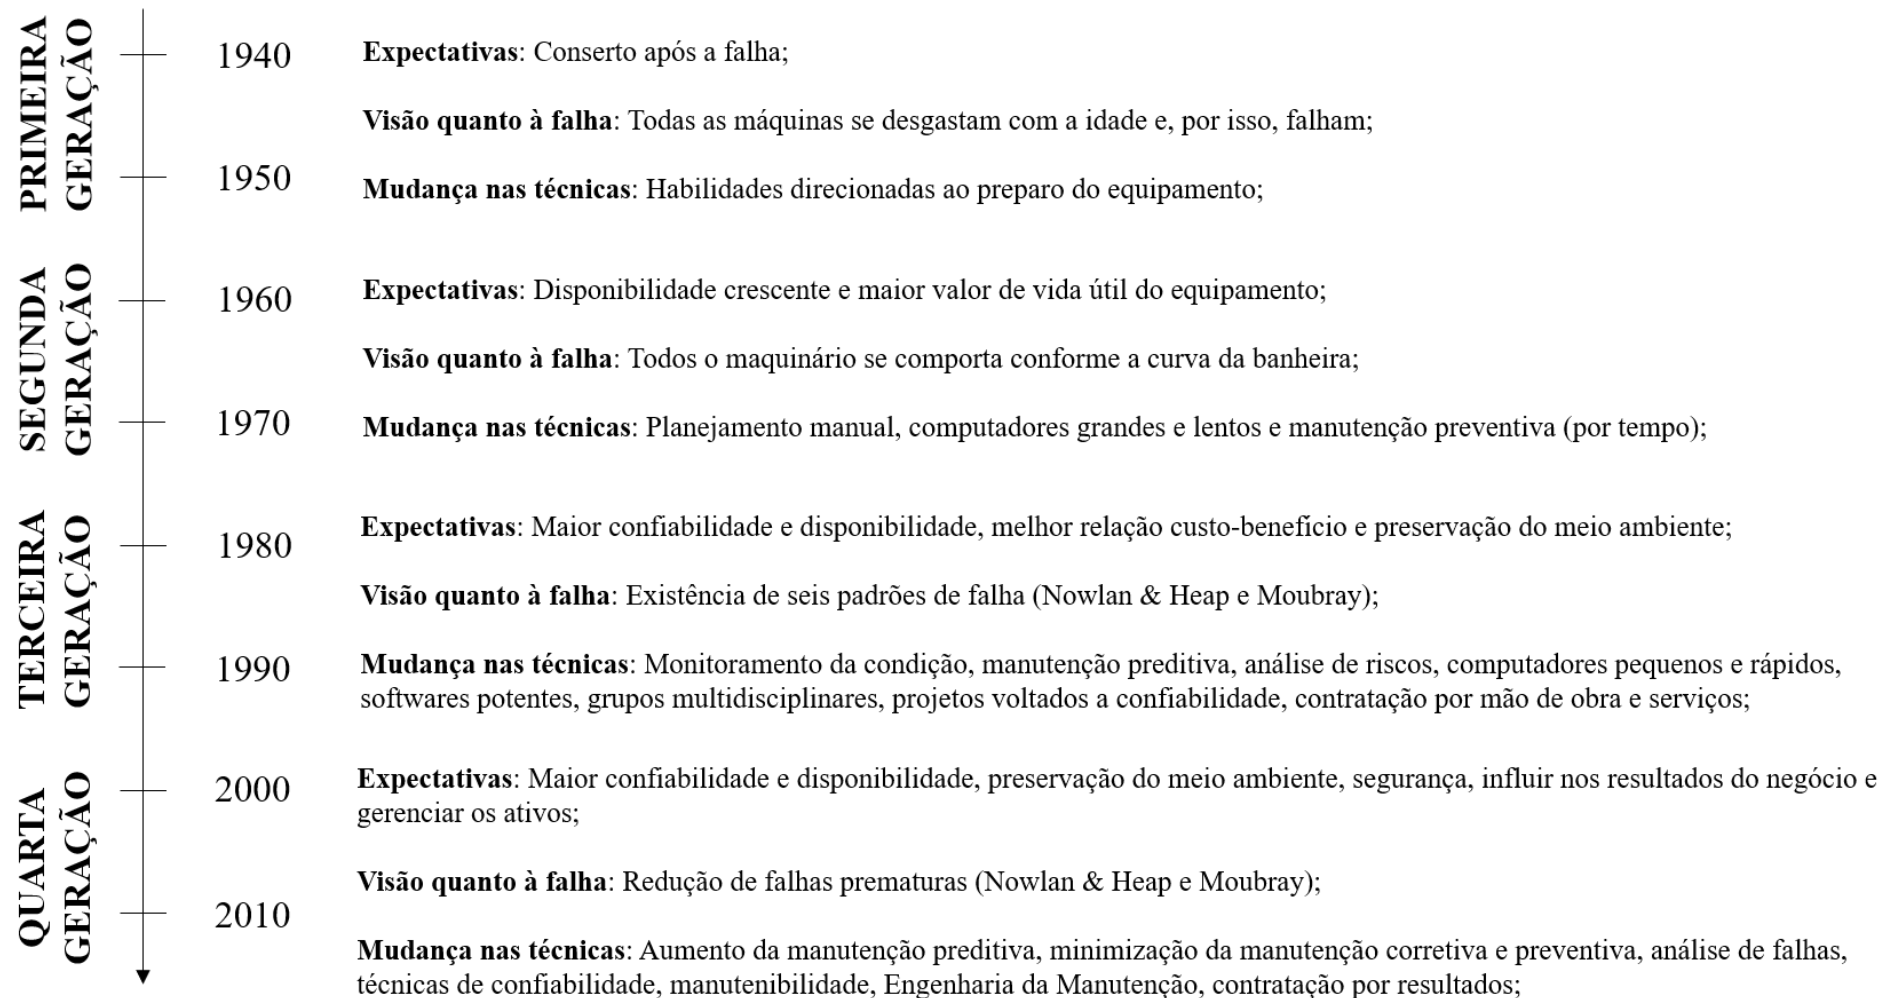 PRIMEIRA
GERAÇÃO
1940
1950
Expectativas: Conserto após a falha;
Visão quanto à falha: Todas as máquinas se desgastam com a idade e, por isso, falham;
Mudança nas técnicas: Habilidades direcionadas ao preparo do equipamento;
SEGUNDA
GERAÇÃO
1960
1970
Expectativas: Disponibilidade crescente e maior valor de vida útil do equipamento;
Visão quanto à falha: Todos o maquinário se comporta conforme a curva da banheira;
Mudança nas técnicas: Planejamento manual, computadores grandes e lentos e manutenção preventiva (por tempo);
TERCEIRA
GERAÇÃO
1980
1990
Expectativas: Maior confiabilidade e disponibilidade, melhor relação custo-benefício e preservação do meio ambiente;
Visão quanto à falha: Existência de seis padrões de falha (Nowlan & Heap e Moubray);
Mudança nas técnicas: Monitoramento da condição, manutenção preditiva, análise de riscos, computadores pequenos e rápidos,
softwares potentes, grupos multidisciplinares, projetos voltados a confiabilidade, contratação por mão de obra e serviços;
QUARTA
GERAÇÃO
2000
2010
Expectativas: Maior confiabilidade e disponibilidade, preservação do meio ambiente, segurança, influir nos resultados do negócio e
gerenciar os ativos;
Visão quanto à falha: Redução de falhas prematuras (Nowlan & Heap e Moubray);
Mudança nas técnicas: Aumento da manutenção preditiva, minimização da manutenção corretiva e preventiva, análise de falhas,
técnicas de confiabilidade, manutenibilidade, Engenharia da Manutenção, contratação por resultados;